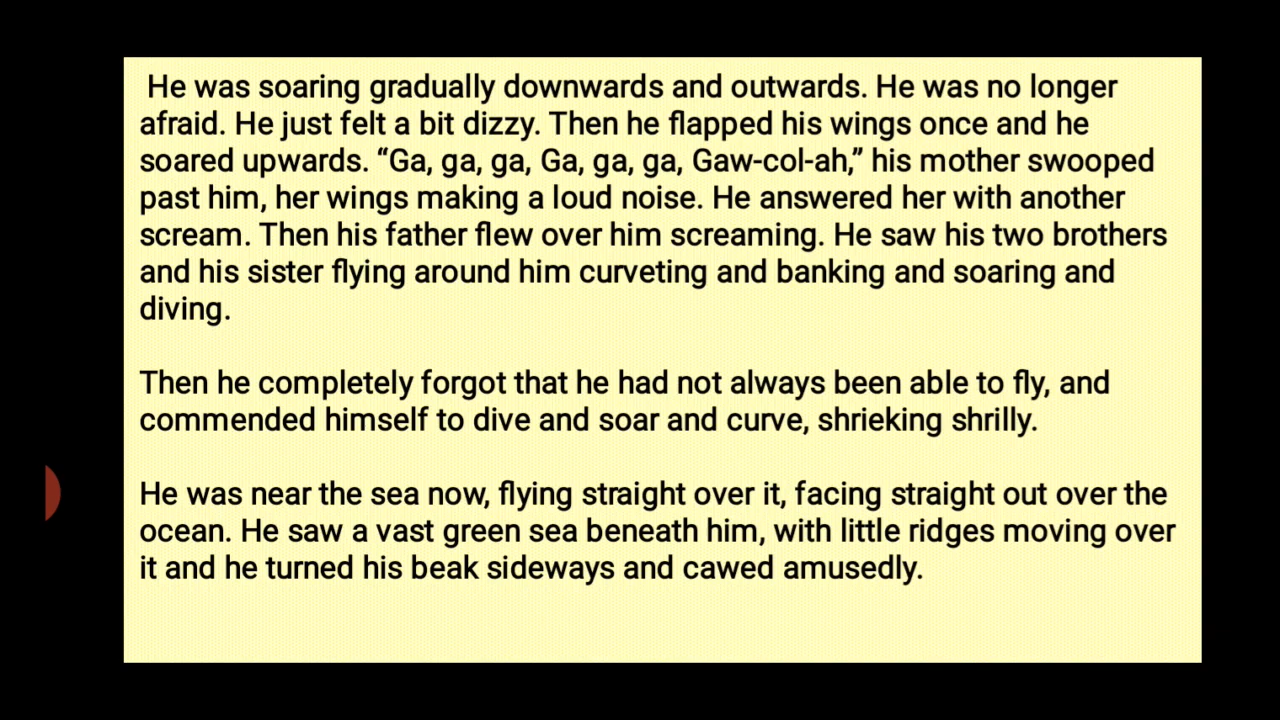 He was soaring gradually downwards and outwards. He was no longer
afraid. He just felt a bit dizzy. Then he flapped his wings once and he
soared upwards. “Ga, ga, ga, Ga, ga, ga, Gaw-col-ah,” his mother swooped
past him, her wings making a loud noise. He answered her with another
scream. Then his father flew over him screaming. He saw his two brothers
and his sister flying around him curveting and banking and soaring and
diving.
Then he completely forgot that he had not always been able to fly, and
commended himself to dive and soar and curve, shrieking shrilly.
He was near the sea now, flying straight over it, facing straight out over the
ocean. He saw a vast green sea beneath him, with little ridges moving over
it and he turned his beak sideways and cawed amusedly.